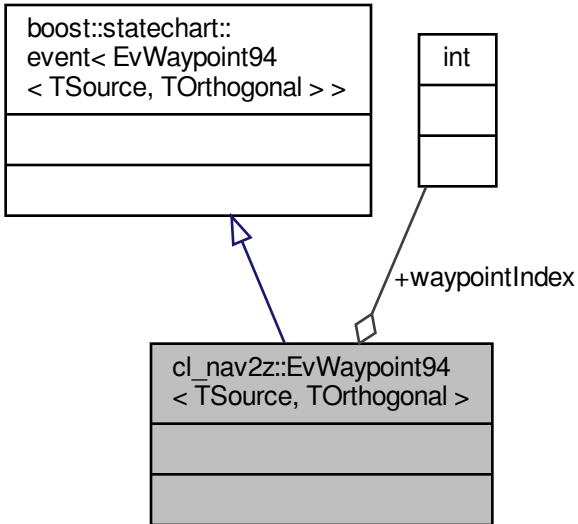 boost::statechart::
event< EvWaypoint94
< TSource, TOrthogonal > >
int
+waypointIndex
cl_nav2z::EvWaypoint94
< TSource, TOrthogonal >